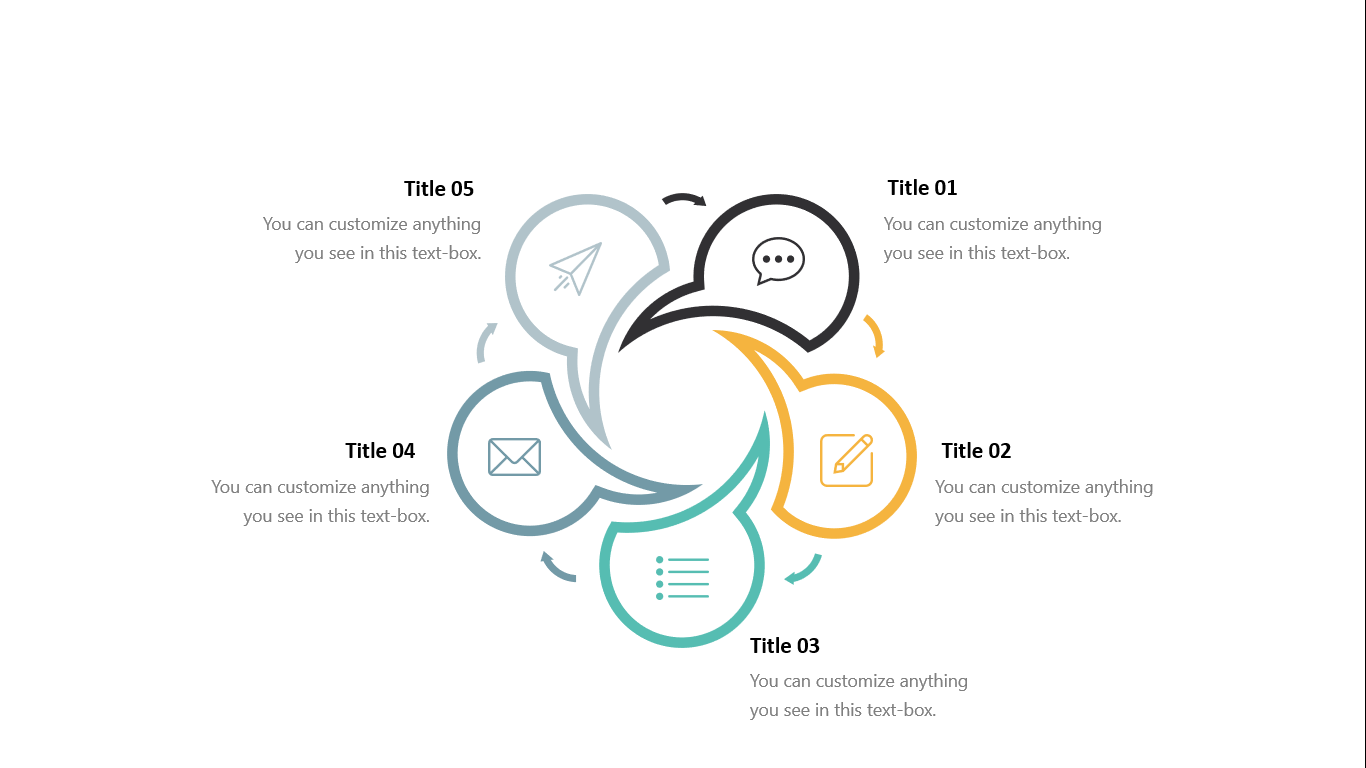 Title 05
You can customize anything
you see in this text-box.
Title 01
You can customize anything
you see in this text-box.
Title 04
You can customize anything
you see in this text-box.
Title 02
You can customize anything
you see in this text-box.
Title 03
You can customize anything
you see in this text-box.